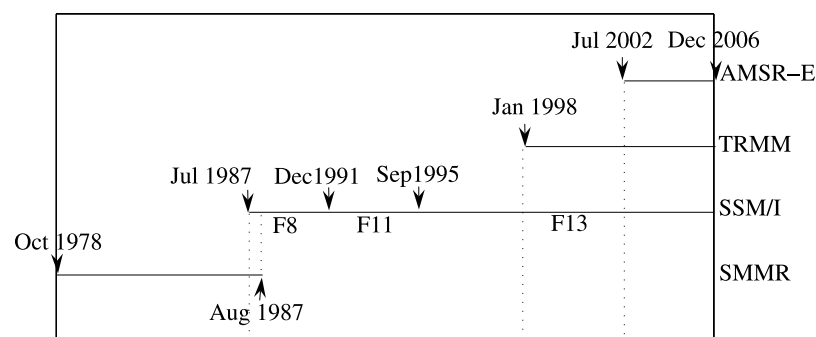 Jul 2002 Dec 2006
AMSR−E
Jan 1998
TRMM
Jul 1987 Dec1991 Sep1995
SSM/I
F8 F11 F13
Oct 1978
SMMR
Aug 1987